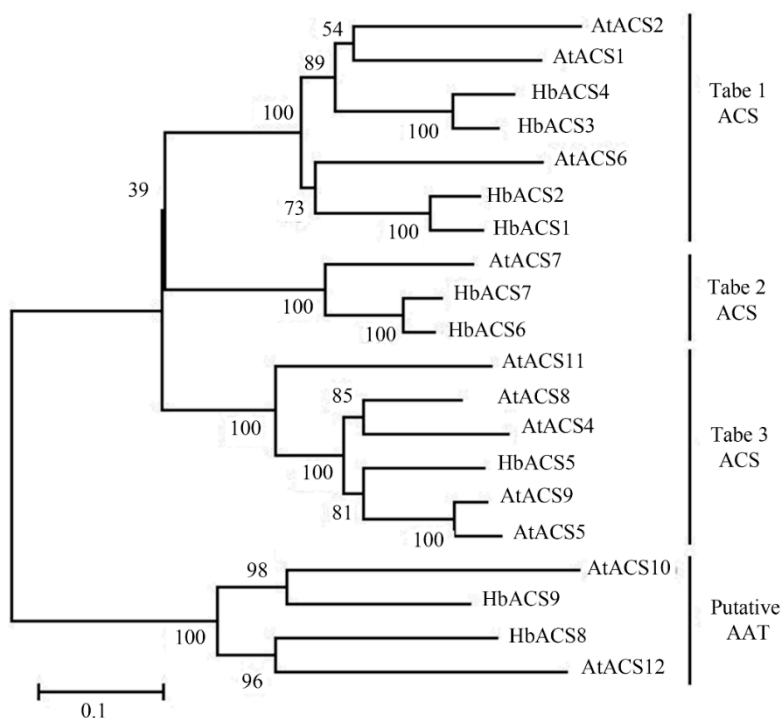 AtACS2
54
AtACS1
89
HbACS4
Tabe 1
ACS
100
HbACS3
100
AtACS6
39
HbACS2
73
HbACS1
100
AtACS7
Tabe 2
ACS
HbACS7
100
HbACS6
100
AtACS11
85
AtACS8
AtACS4
100
Tabe 3
ACS
HbACS5
100
AtACS9
81
AtACS5
100
AtACS10
98
HbACS9
Putative
AAT
100
HbACS8
AtACS12
96
0.1